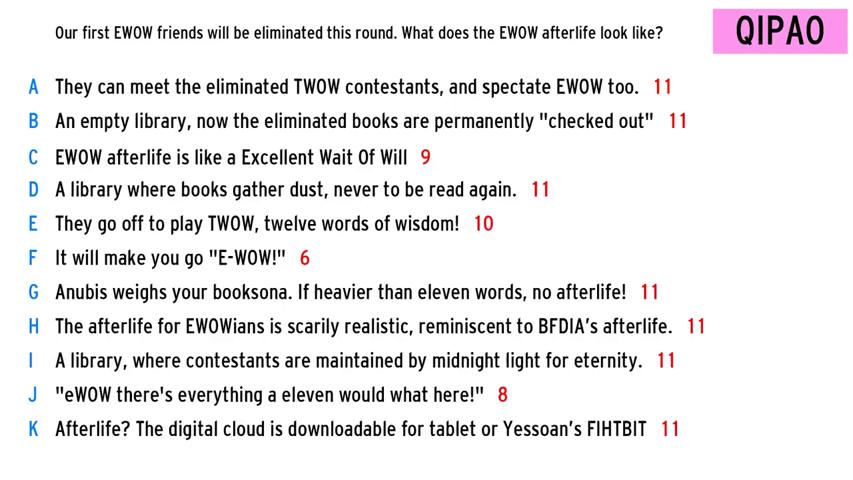 Our first EWOW friends will be eliminated this round. What does the EWOW afterlife look like?
QIPAO
A They can meet the eliminated TWOW contestants, and spectate EWOW too. 11
B An empty library, now the eliminated books are permanently "checked out" 11
C EWOW afterlife is like a Excellent Wait Of Will 9
D A library where books gather dust, never to be read again. 11
E They go off to play TWOW, twelve words of wisdom! 10
F It will make you go "E-WOW!" 6
G Anubis weighs your booksona. If heavier than eleven words, no afterlife! 11
H The afterlife for EWOWians is scarily realistic, reminiscent to BFDIA's afterlife. 11
I A library, where contestants are maintained by midnight light for eternity. 11
J "eWOW there's everything a eleven would what here!" 8
K Afterlife? The digital cloud is downloadable for tablet or Yessoan's FIHTBIT 11